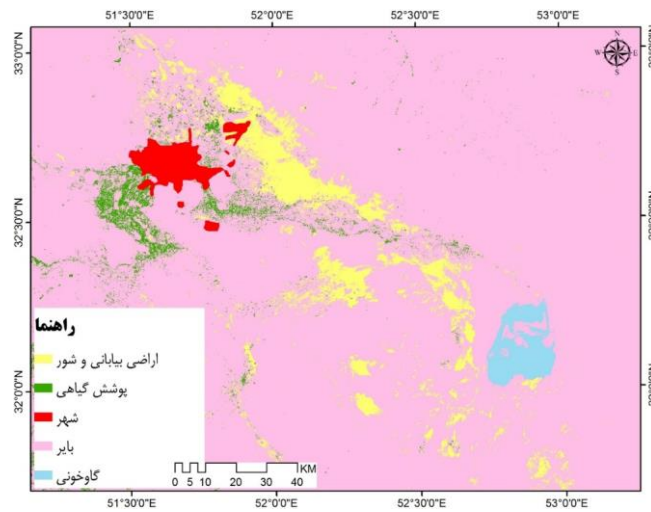 51°30'0"E 52°0'0"E 52°30'0"E 53°0'0"E
33°0'0"N
N
W E
S
32°30'0"N
32°0'0"N
راهنما
اراضی بیابانی و شور
پوشش گیاهی
شهر
بایر
گاوخونی
KM
0 5 10 20 30 40
51°30'0"E 52°0'0"E 52°30'0"E 53°0'0"E